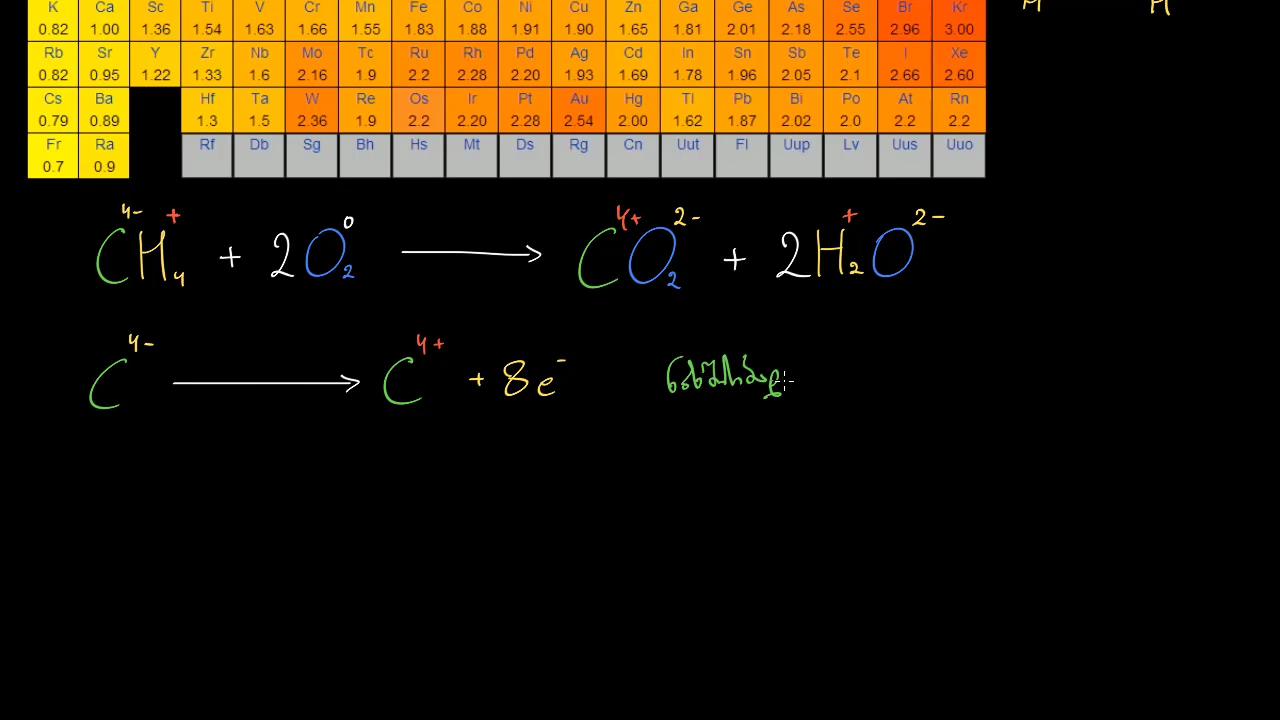 K Ca Sc Ti V Cr Mn Fe Co Ni Cu Zn Ga Ge As Se Br Kr
0.82 1.00 1.36 1.54 1.63 1.66 1.55 1.83 1.88 1.91 1.90 1.65 1.81 2.01 2.18 2.55 2.96 3.00
Rb Sr Y Zr Nb Mo Tc Ru Rh Pd Ag Cd In Sn Sb Te I Xe
0.82 0.95 1.22 1.33 1.6 2.16 1.9 2.2 2.28 2.20 1.93 1.69 1.78 1.96 2.05 2.1 2.66 2.60
Cs Ba Hf Ta W Re Os Ir Pt Au Hg Tl Pb Bi Po At Rn
0.79 0.89 1.3 1.5 2.36 1.9 2.2 2.20 2.28 2.54 2.00 1.62 1.87 2.02 2.0 2.2 2.2
Fr Ra Rf Db Sg Bh Hs Mt Ds Rg Cn Uut Fl Uup Lv Uus Uuo
0.7 0.9
C⁴⁻H⁺₄ + 2O⁰₂ → C⁴⁺O²⁻₂ + 2H⁺₂O²⁻
C⁴⁻ → C⁴⁺ + 8e⁻